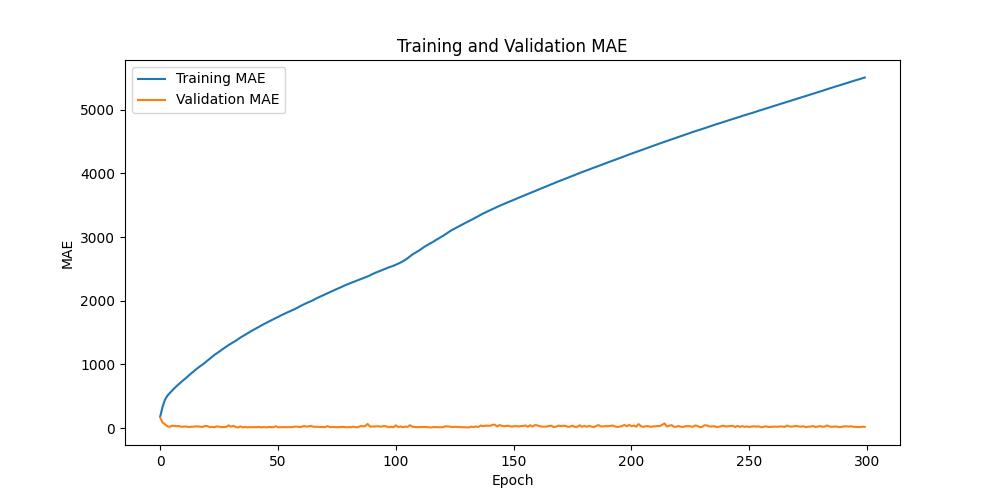 Training and Validation MAE
Training MAE
Validation MAE
5000
4000
3000
2000
1000
0
MAE
0 50 100 150 200 250 300
Epoch